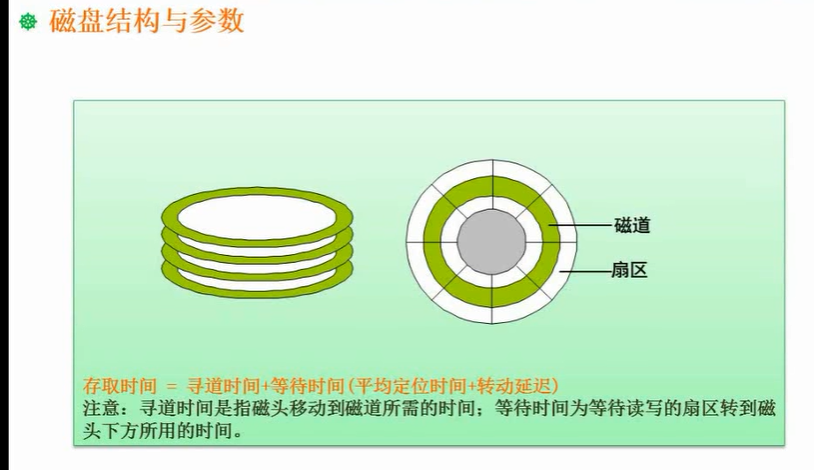 磁盘结构与参数
磁道
扇区
存取时间 = 寻道时间+等待时间(平均定位时间+转动延迟)
注意：寻道时间是指磁头移动到磁道所需的时间；等待时间为等待读写的扇区转到磁
头下方所用的时间。